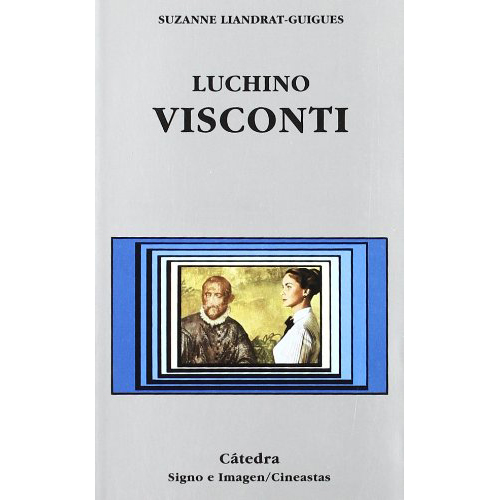 SUZANNE LIANDRAT-GUIGUES
LUCHINO
VISCONTI
Cátedra
Signo e Imagen/Cineastas